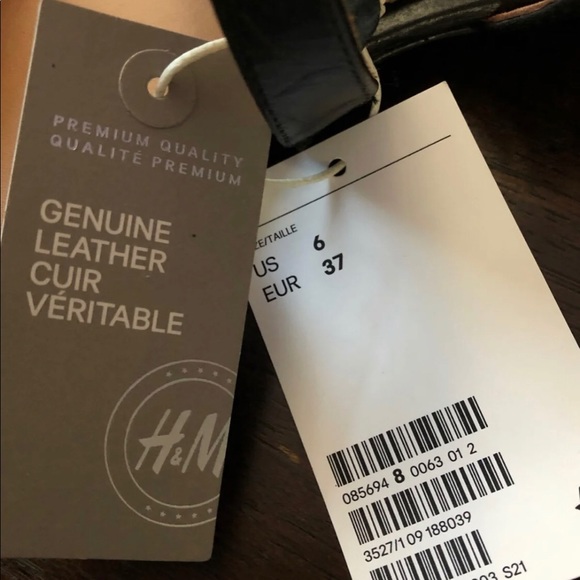 PREMIUM QUALITY
QUALITÉ PREMIUM
GENUINE
LEATHER
CUIR
VÉRITABLE
H&M
/TAILLE
US 6
EUR 37
085694 8 0063 01 2
3527/1 09 188039
S21